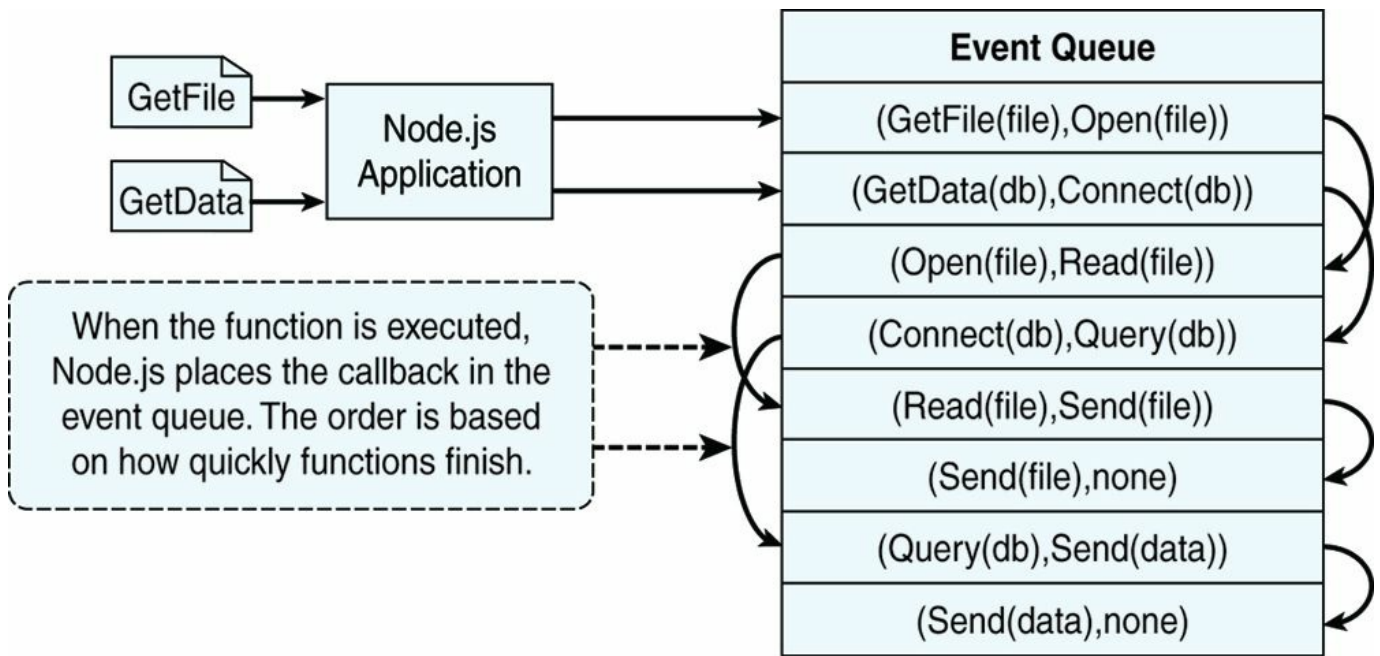 GetFile
GetData
Node.js
Application
When the function is executed,
Node.js places the callback in the
event queue. The order is based
on how quickly functions finish.
Event Queue
(GetFile(file),Open(file))
(GetData(db),Connect(db))
(Open(file),Read(file))
(Connect(db),Query(db))
(Read(file),Send(file))
(Send(file),none)
(Query(db),Send(data))
(Send(data),none)